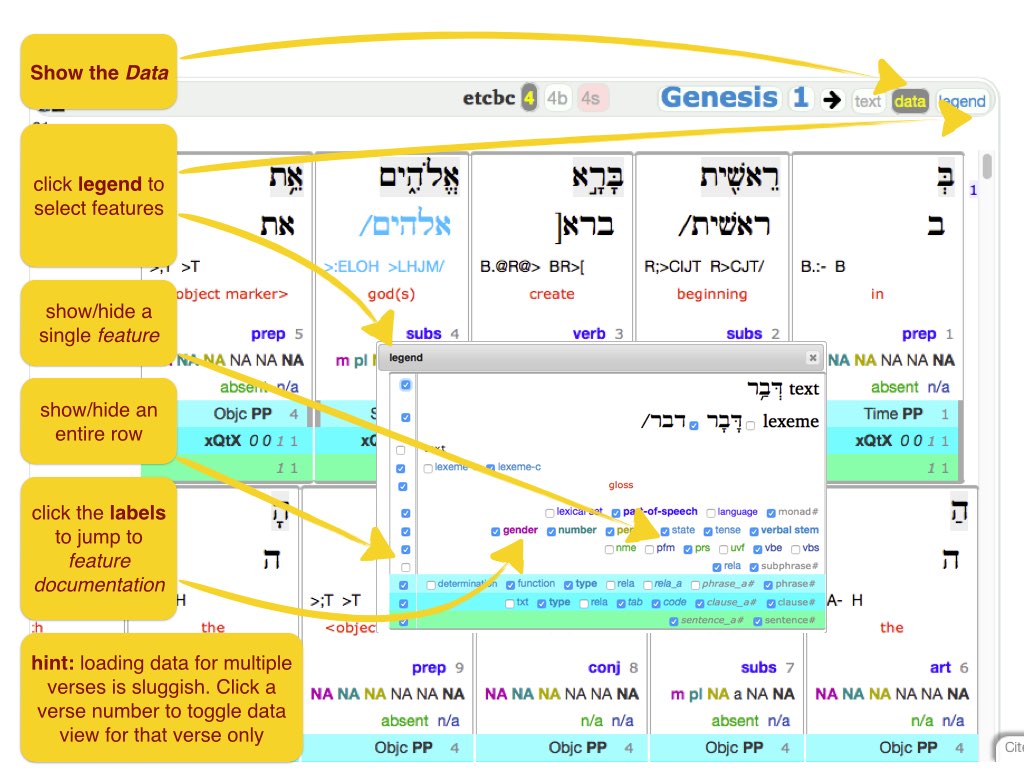 Show the Data
click legend to
select features
show/hide a
single feature
show/hide an
entire row
click the labels
to jump to
feature
documentation
hint: loading data for multiple
verses is sluggish. Click a
verse number to toggle data
view for that verse only
etcbc 4 4b 4s Genesis 1 → text data legend
1
בְּ רֵאשִׁ֖ית בָּרָ֣א אֱלֹהִ֑ים אֵ֥ת
ב ראשׁית/ ברא[ אלהים/ את
>;T >T >:ELOH >LHJM/ B.@R@> BR>[ R;>CIJT R>CJT/ B.:- B
object marker> god(s) create beginning in
prep 5 subs 4 verb 3 subs 2 prep 1
NA NA NA NA NA m pl NA NA NA NA
absent n/a absent n/a
Objc PP 4 Time PP 1
xQtX 0 0 1 1 xQtX 0 0 1 1
1 1 1 1
legend
text דְּבַ֥ר
lexeme דָּבָר דבר/
lexeme-c
gloss
part-of-speech language monad#
gender number state tense verbal stem
nme pfm prs uvf vbe vbs
rela subphrase#
determination function type rela rela_a phrase_a# phrase#
txt type rela tab code clause_a# clause#
sentence_a# sentence#
הַ הָ
ה ה
H >;T >T A- H
the <objec the
prep 9 conj 8 subs 7 art 6
NA NA NA NA NA NA NA NA NA NA NA NA m pl NA a NA NA NA NA NA NA NA NA
absent n/a n/a n/a absent n/a n/a n/a
Objc PP 4 Objc PP 4 Objc PP 4 Objc PP 4